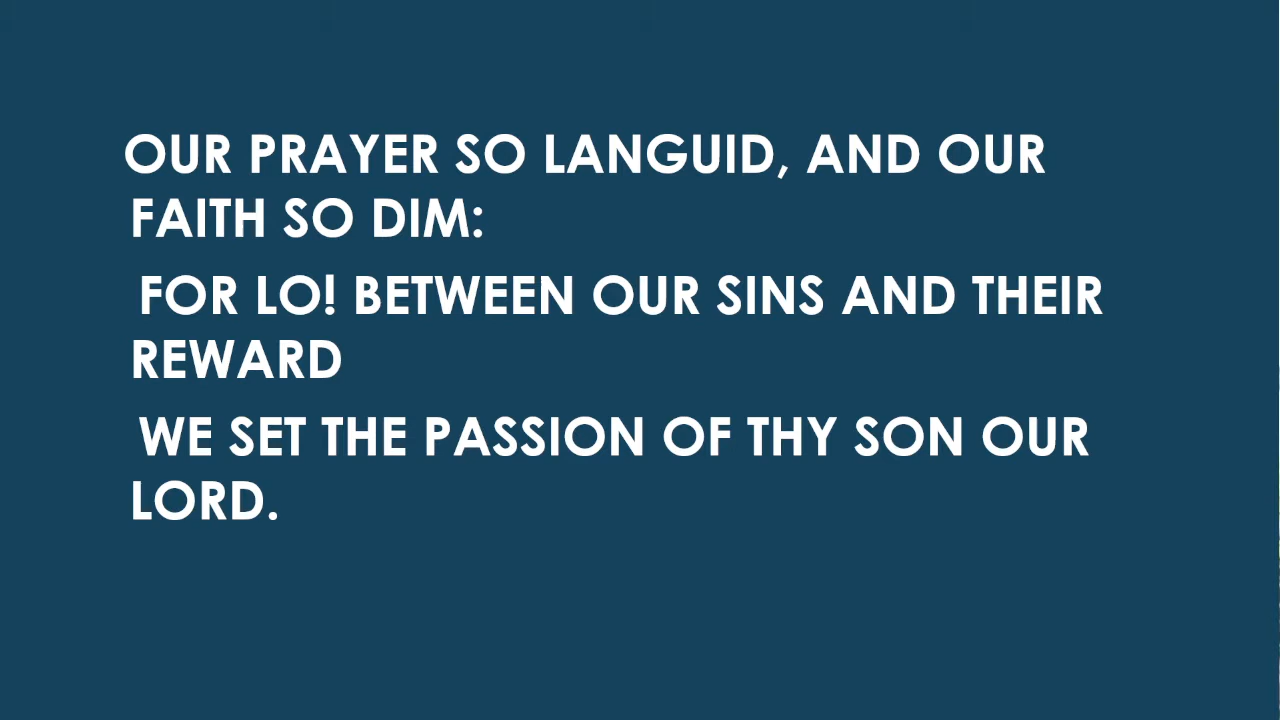 OUR PRAYER SO LANGUID, AND OUR
FAITH SO DIM:
FOR LO! BETWEEN OUR SINS AND THEIR
REWARD
WE SET THE PASSION OF THY SON OUR
LORD.